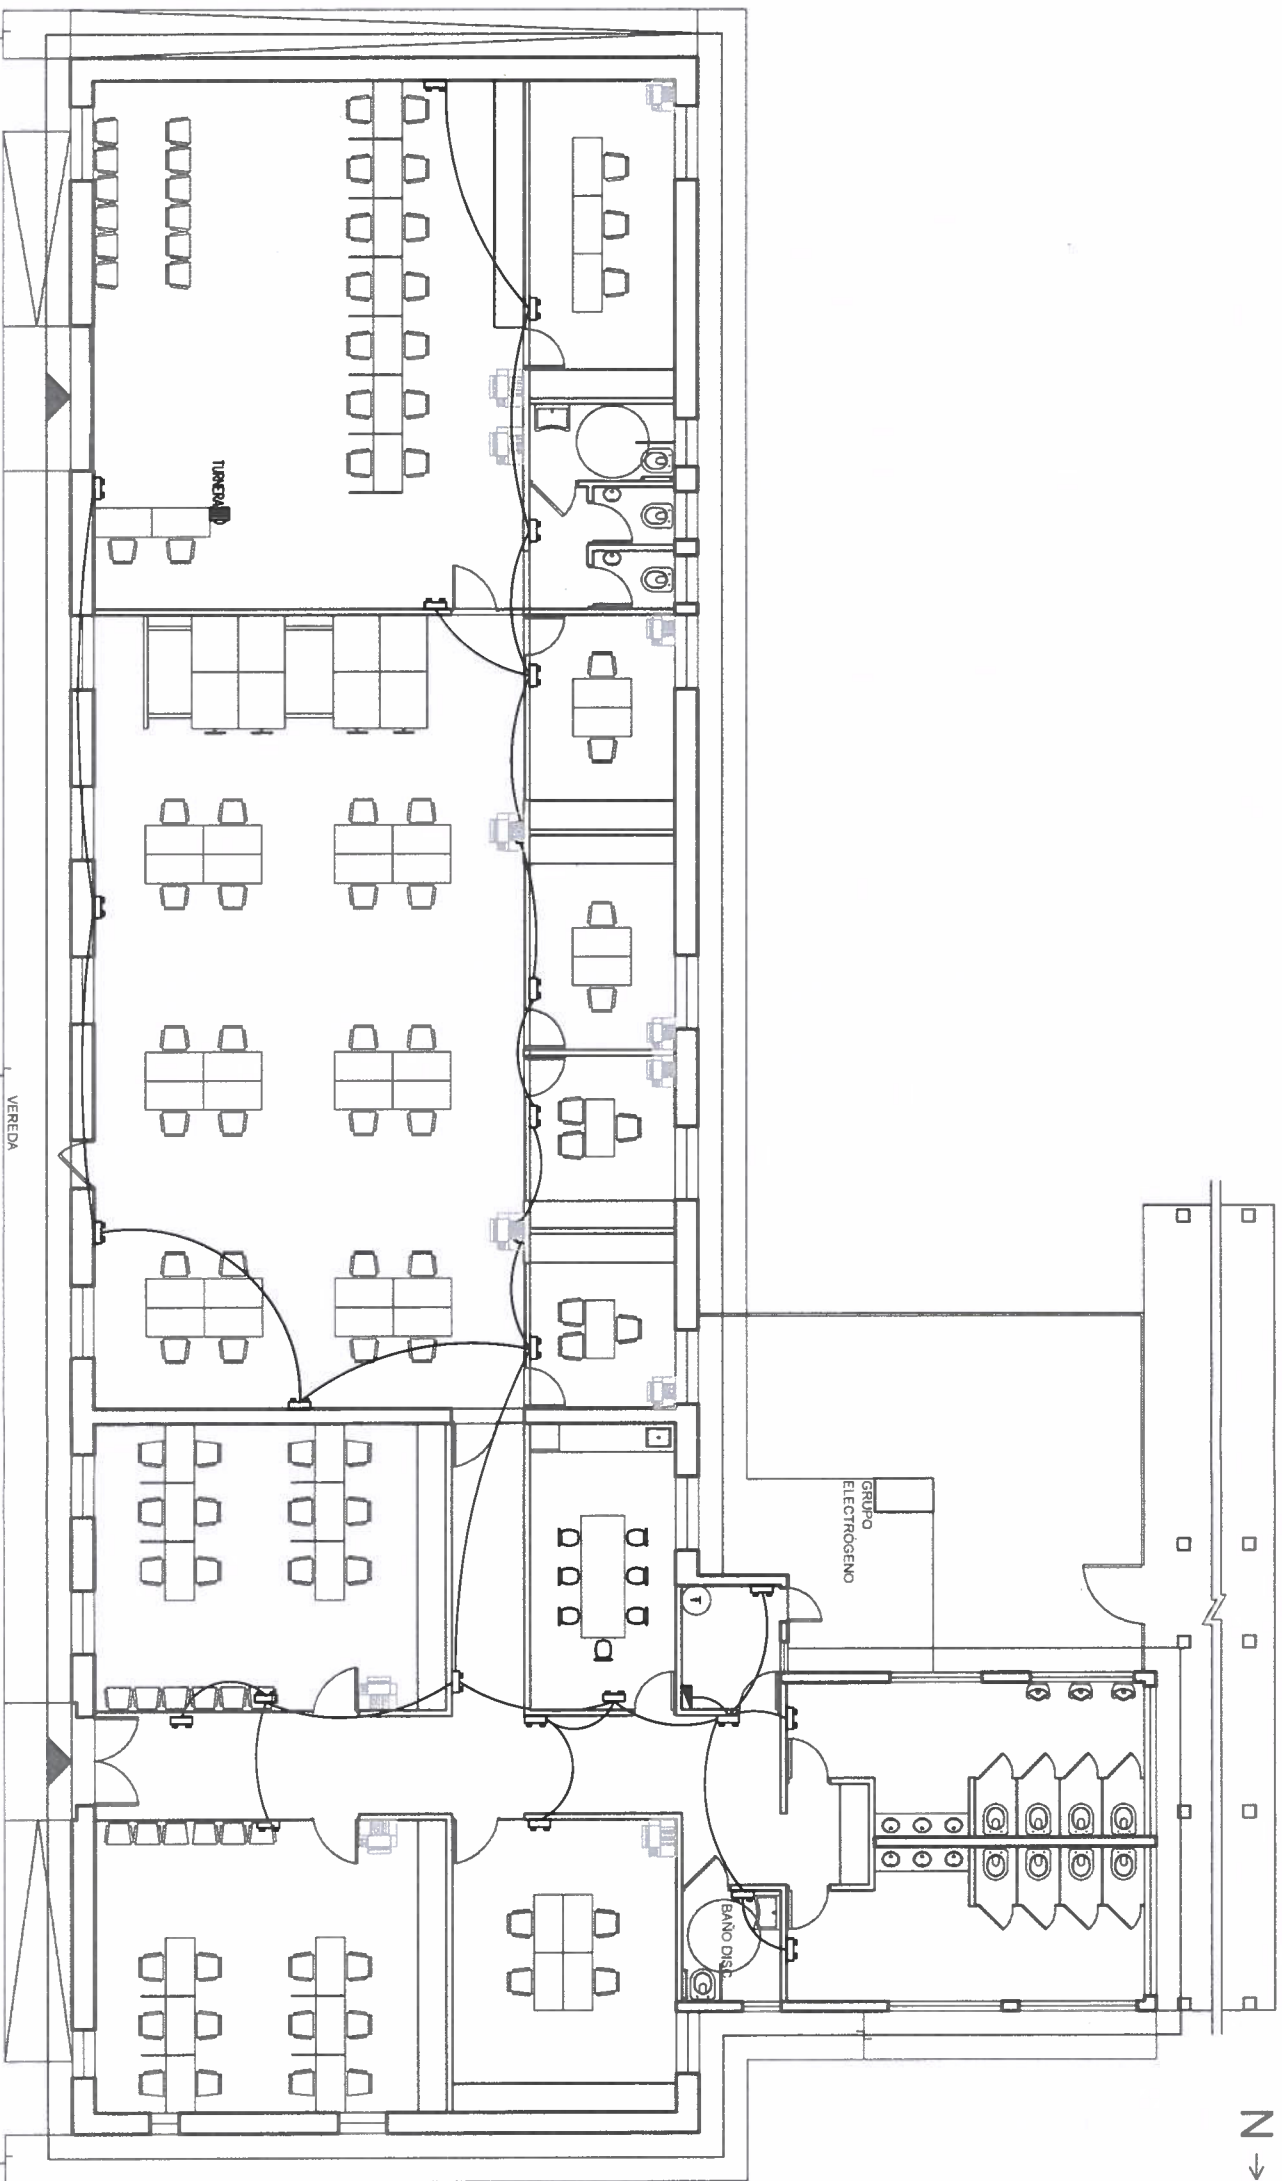 TURNERA
VEREDA
GRUPO
ELECTRÓGENO
T
BAÑO DISC.
N